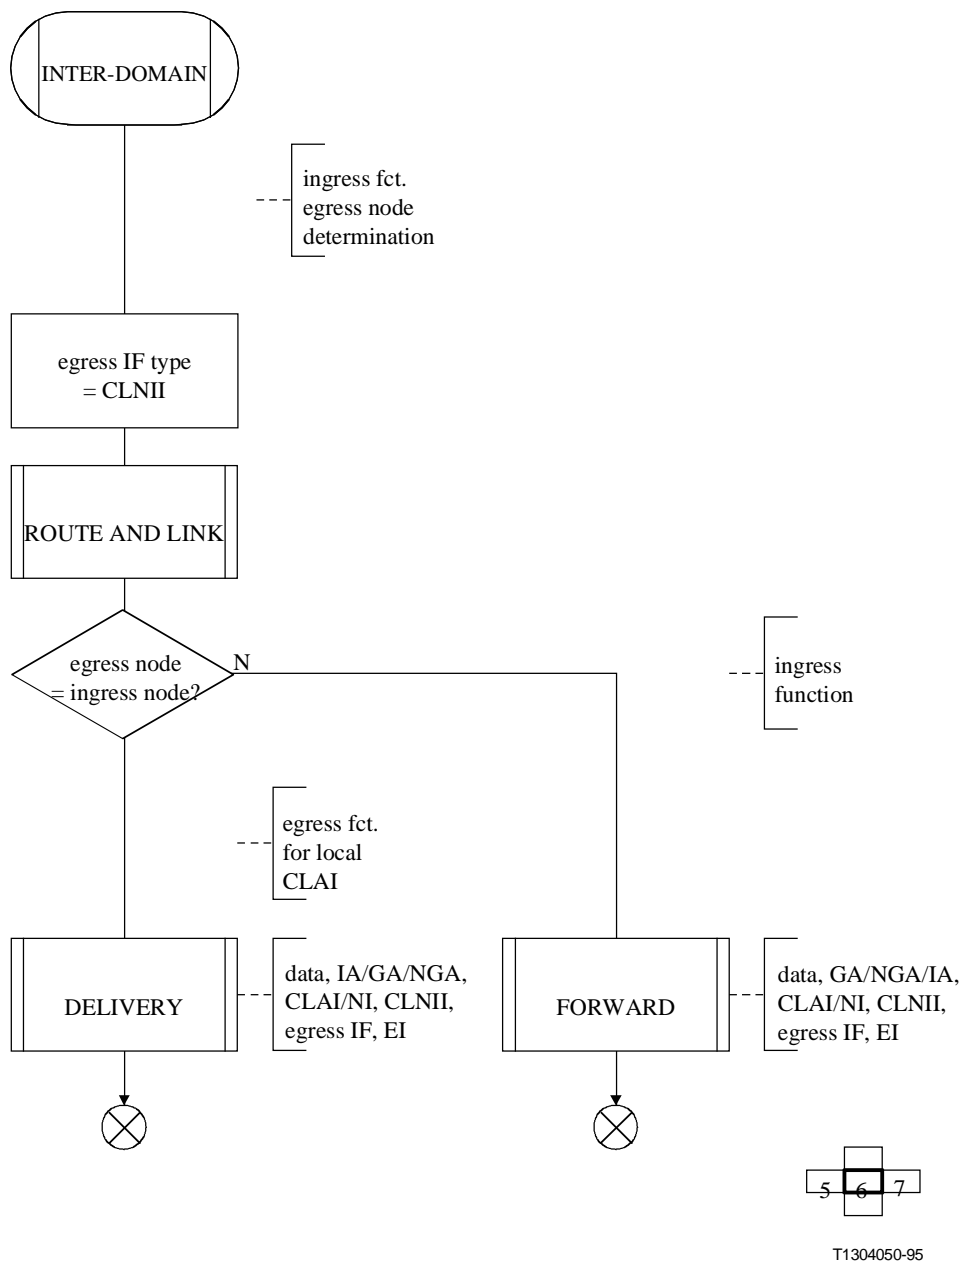 INTER-DOMAIN
ingress fct.
egress node
determination
egress IF type
= CLNII
ROUTE AND LINK
egress node
= ingress node?
N
ingress
function
egress fct.
for local
CLAI
DELIVERY
data, IA/GA/NGA,
CLAI/NI, CLNII,
egress IF, EI
FORWARD
data, GA/NGA/IA,
CLAI/NI, CLNII,
egress IF, EI
5 6 7
T1304050-95